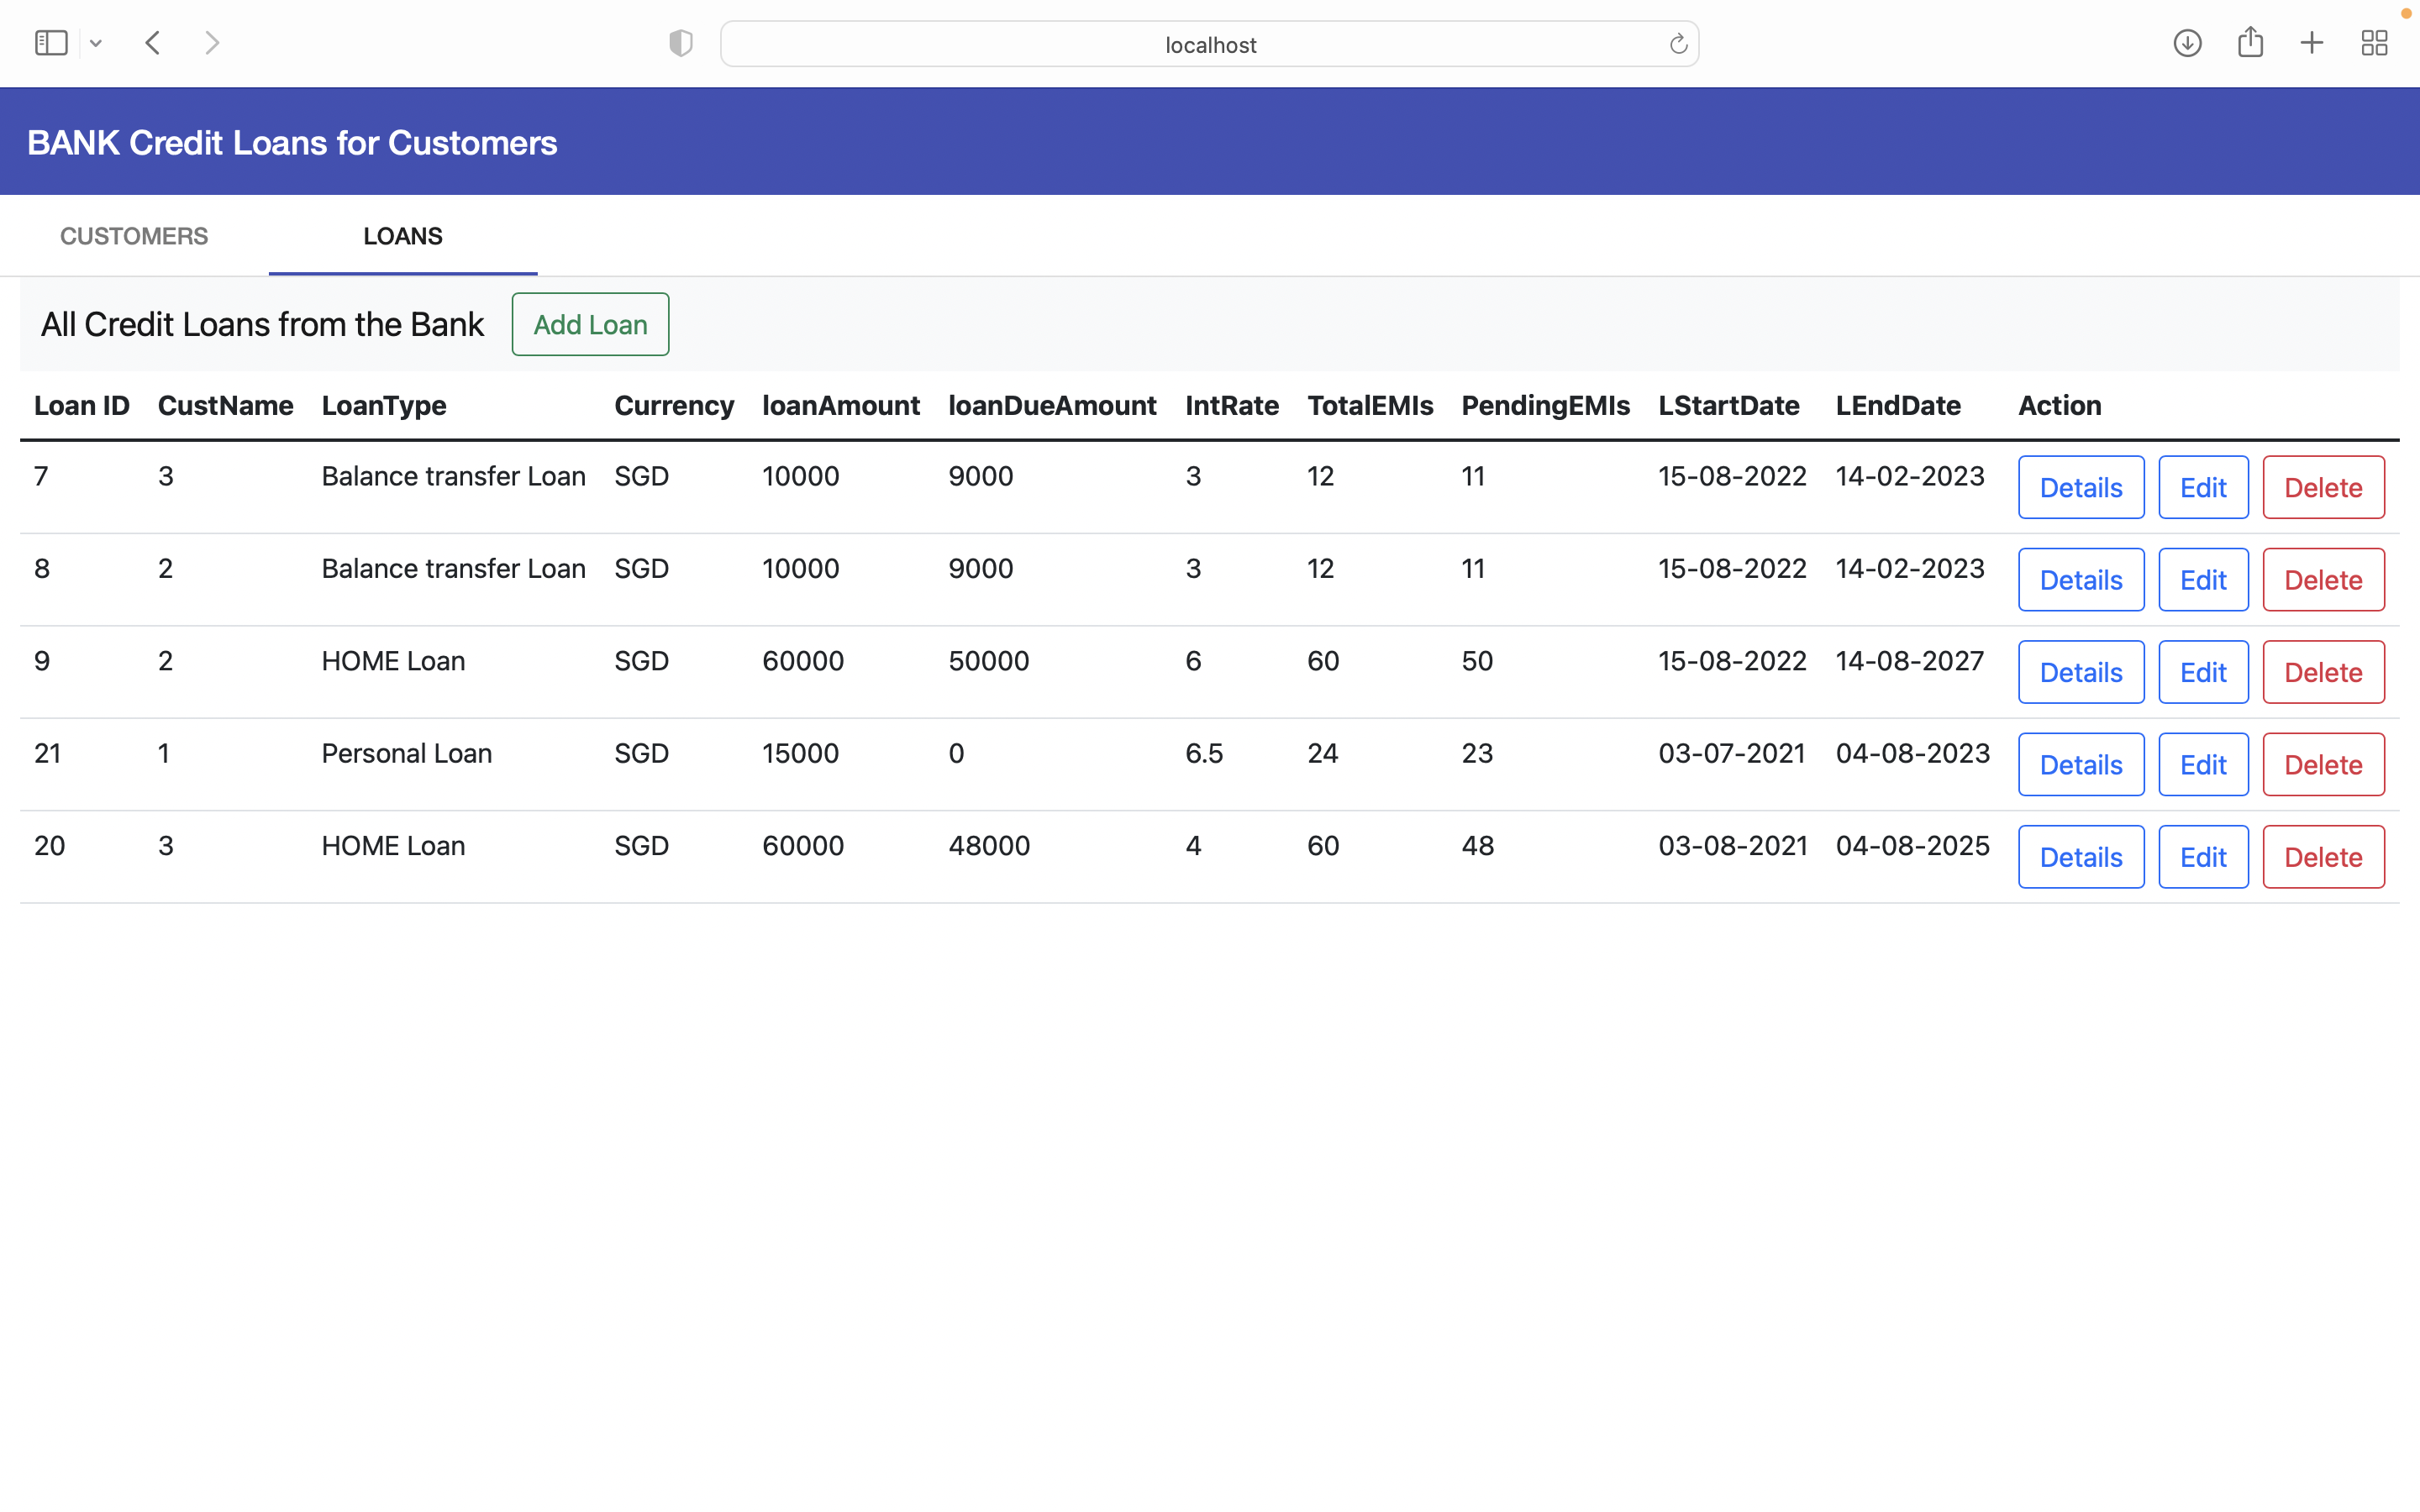 localhost
BANK Credit Loans for Customers
CUSTOMERS LOANS
All Credit Loans from the Bank Add Loan
Loan ID CustName LoanType Currency loanAmount loanDueAmount IntRate TotalEMIs PendingEMIs LStartDate LEndDate Action
7 3 Balance transfer Loan SGD 10000 9000 3 12 11 15-08-2022 14-02-2023 Details Edit Delete
8 2 Balance transfer Loan SGD 10000 9000 3 12 11 15-08-2022 14-02-2023 Details Edit Delete
9 2 HOME Loan SGD 60000 50000 6 60 50 15-08-2022 14-08-2027 Details Edit Delete
21 1 Personal Loan SGD 15000 0 6.5 24 23 03-07-2021 04-08-2023 Details Edit Delete
20 3 HOME Loan SGD 60000 48000 4 60 48 03-08-2021 04-08-2025 Details Edit Delete